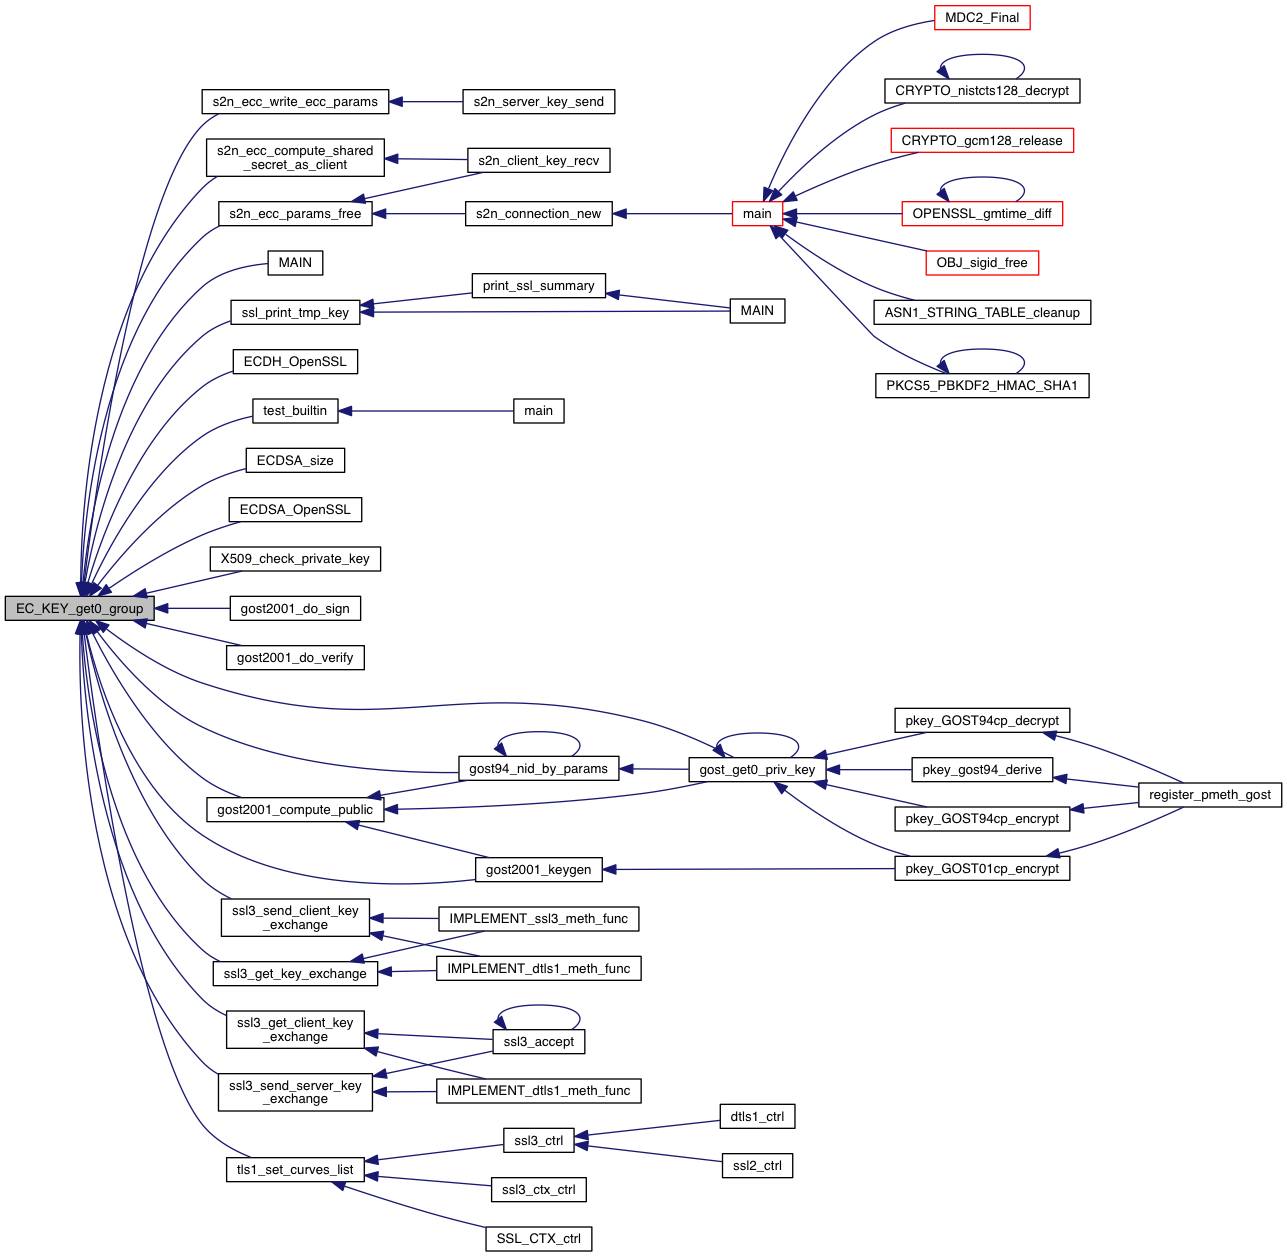 MDC2_Final
CRYPTO_nistcts128_decrypt
s2n_ecc_write_ecc_params
s2n_server_key_send
CRYPTO_gcm128_release
s2n_ecc_compute_shared
_secret_as_client
s2n_client_key_recv
s2n_ecc_params_free
s2n_connection_new
main
OPENSSL_gmtime_diff
MAIN
OBJ_sigid_free
print_ssl_summary
ssl_print_tmp_key
MAIN
ASN1_STRING_TABLE_cleanup
ECDH_OpenSSL
PKCS5_PBKDF2_HMAC_SHA1
test_builtin
main
ECDSA_size
ECDSA_OpenSSL
X509_check_private_key
EC_KEY_get0_group
gost2001_do_sign
gost2001_do_verify
pkey_GOST94cp_decrypt
gost94_nid_by_params
gost_get0_priv_key
pkey_gost94_derive
register_pmeth_gost
gost2001_compute_public
pkey_GOST94cp_encrypt
gost2001_keygen
pkey_GOST01cp_encrypt
ssl3_send_client_key
_exchange
IMPLEMENT_ssl3_meth_func
ssl3_get_key_exchange
IMPLEMENT_dtls1_meth_func
ssl3_get_client_key
_exchange
ssl3_accept
ssl3_send_server_key
_exchange
IMPLEMENT_dtls1_meth_func
dtls1_ctrl
ssl3_ctrl
tls1_set_curves_list
ssl2_ctrl
ssl3_ctx_ctrl
SSL_CTX_ctrl